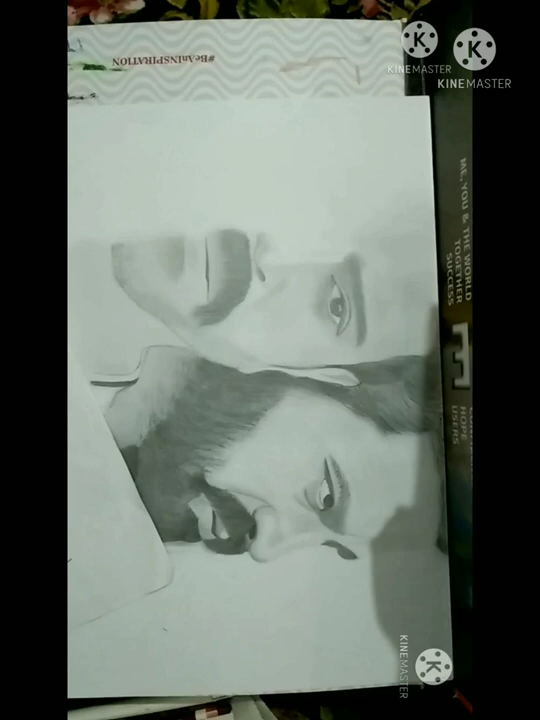 #BeAnINSPIRATION
KINEMASTER
KINEMASTER
ME, YOU & THE WORLD
TOGETHER
SUCCESS
HOPE
USERS
KINEMASTER